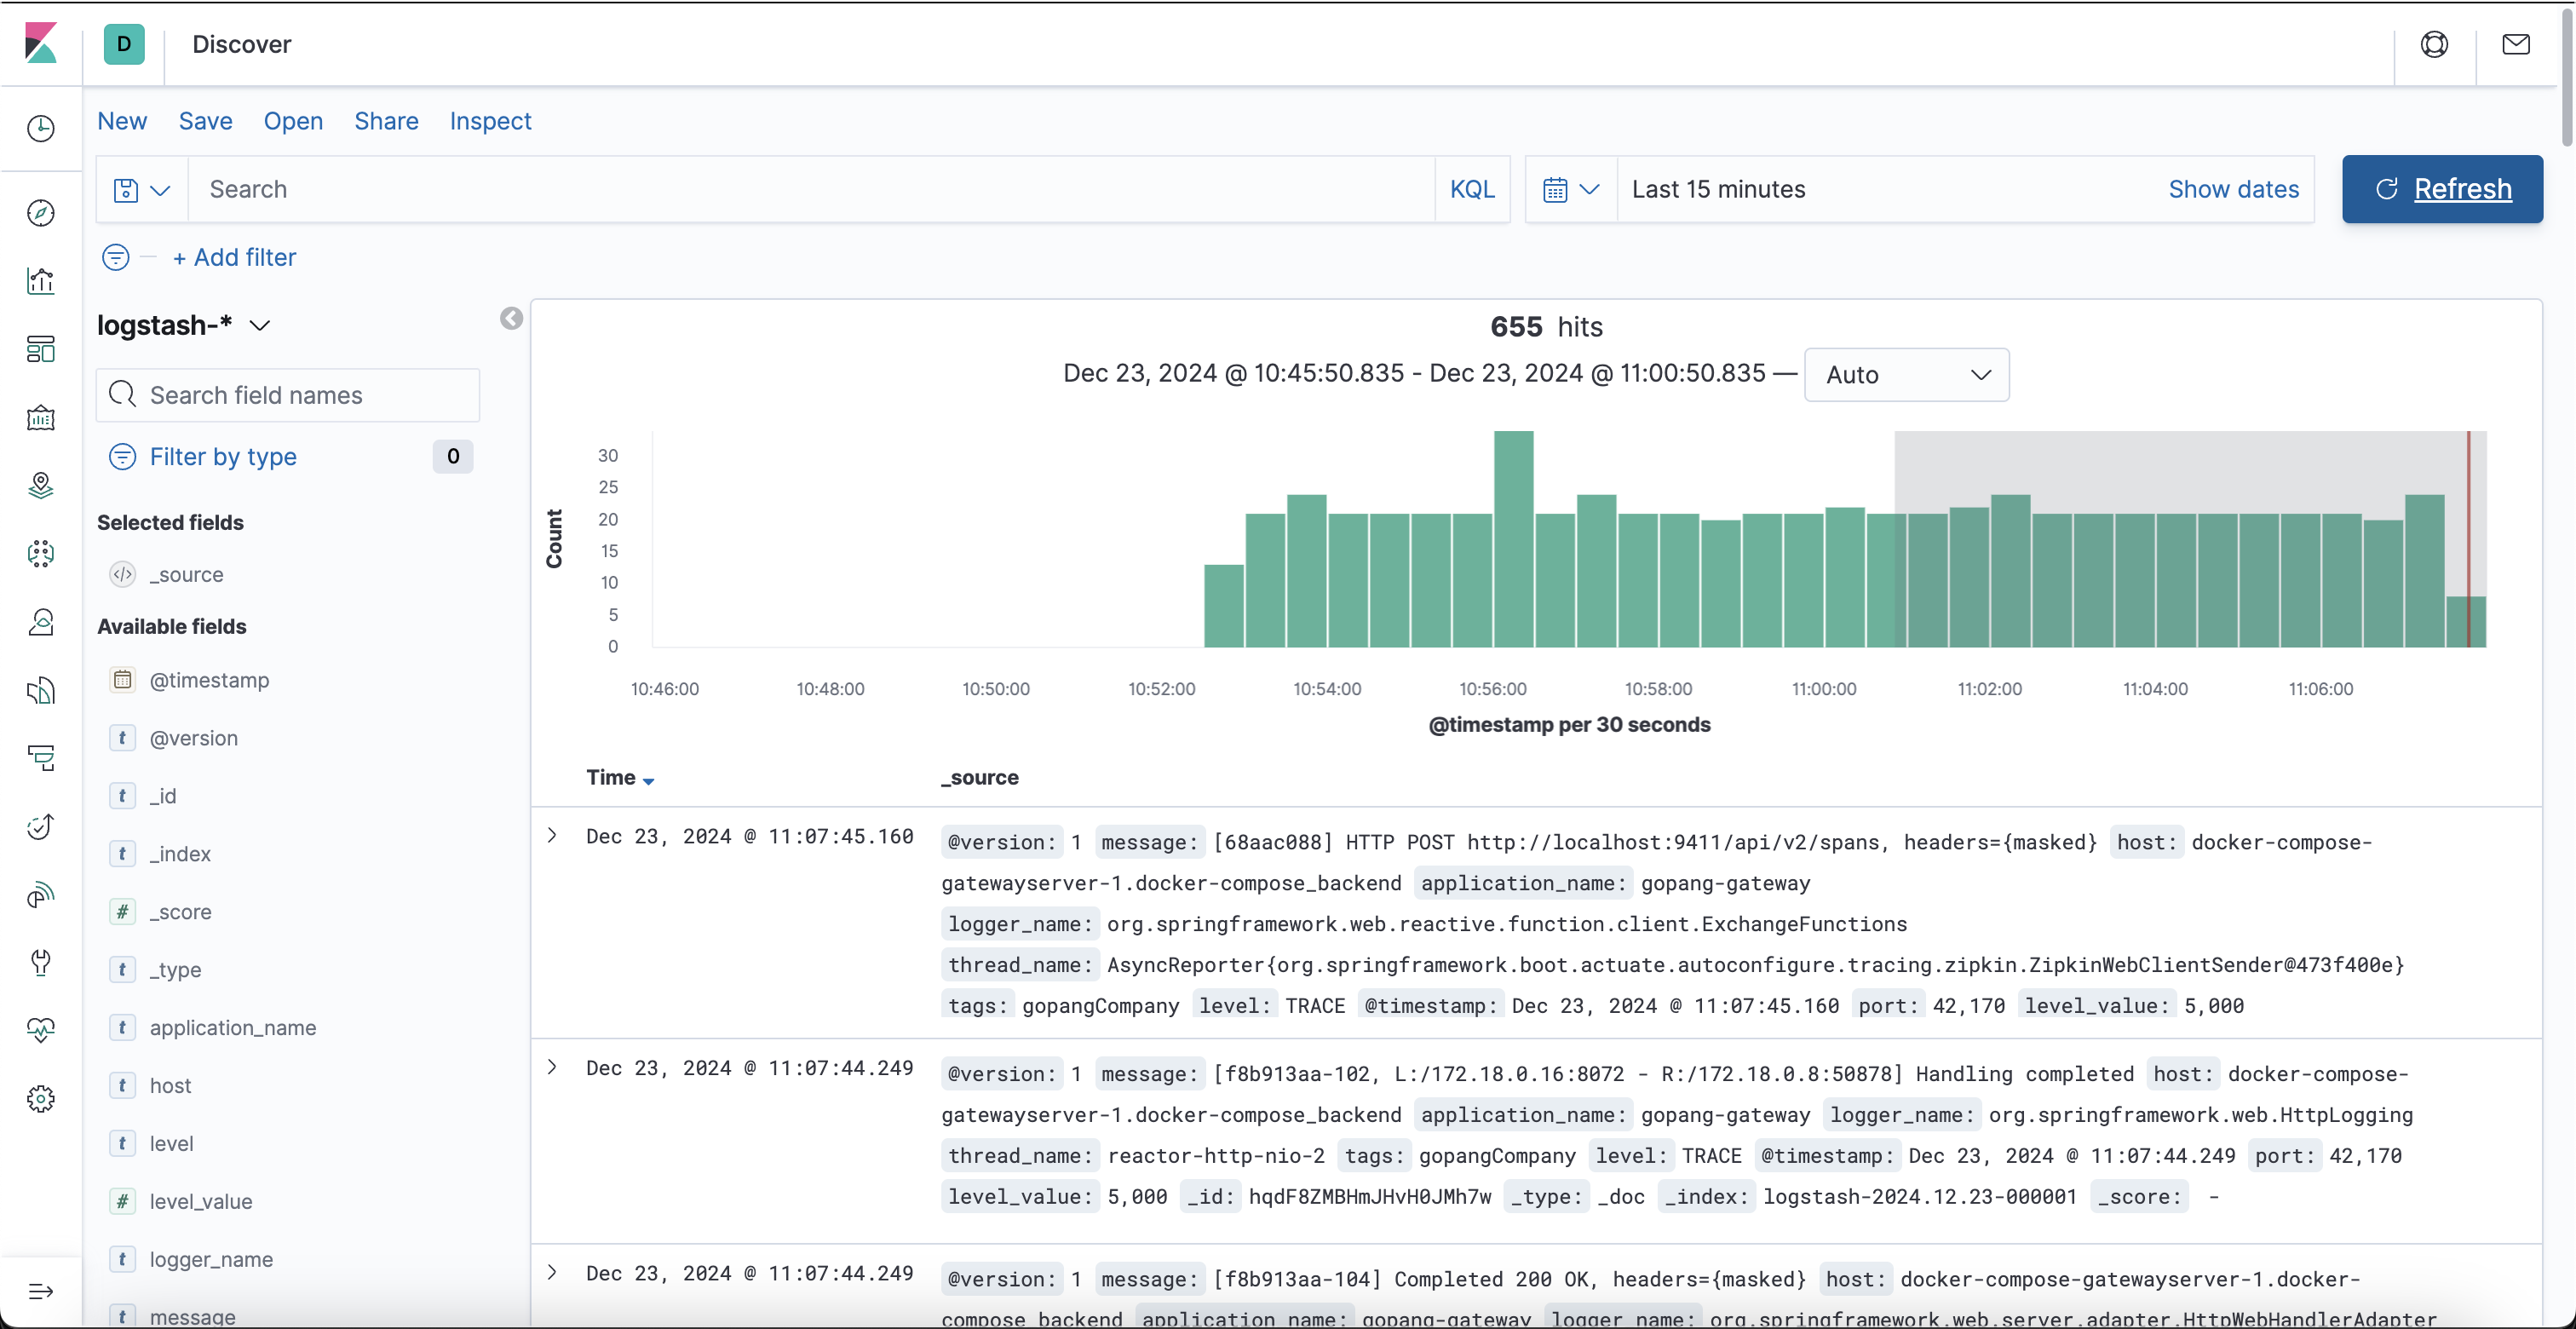 D Discover
New Save Open Share Inspect
Search KQL Last 15 minutes Show dates Refresh
+ Add filter
logstash-*
Search field names
Filter by type 0
Selected fields
_source
Available fields
@timestamp
t @version
t _id
t _index
# _score
t _type
t application_name
t host
t level
# level_value
t logger_name
t message
655 hits
Dec 23, 2024 @ 10:45:50.835 - Dec 23, 2024 @ 11:00:50.835 — Auto
Count
30
25
20
15
10
5
0
10:46:00 10:48:00 10:50:00 10:52:00 10:54:00 10:56:00 10:58:00 11:00:00 11:02:00 11:04:00 11:06:00
@timestamp per 30 seconds
Time _source
Dec 23, 2024 @ 11:07:45.160 @version: 1 message: [68aac088] HTTP POST http://localhost:9411/api/v2/spans, headers={masked} host: docker-compose-
gatewayserver-1.docker-compose_backend application_name: gopang-gateway
logger_name: org.springframework.web.reactive.function.client.ExchangeFunctions
thread_name: AsyncReporter{org.springframework.boot.actuate.autoconfigure.tracing.zipkin.ZipkinWebClientSender@473f400e}
tags: gopangCompany level: TRACE @timestamp: Dec 23, 2024 @ 11:07:45.160 port: 42,170 level_value: 5,000
Dec 23, 2024 @ 11:07:44.249 @version: 1 message: [f8b913aa-102, L:/172.18.0.16:8072 - R:/172.18.0.8:50878] Handling completed host: docker-compose-
gatewayserver-1.docker-compose_backend application_name: gopang-gateway logger_name: org.springframework.web.HttpLogging
thread_name: reactor-http-nio-2 tags: gopangCompany level: TRACE @timestamp: Dec 23, 2024 @ 11:07:44.249 port: 42,170
level_value: 5,000 _id: hqdF8ZMBHmJHvH0JMh7w _type: _doc _index: logstash-2024.12.23-000001 _score: -
Dec 23, 2024 @ 11:07:44.249 @version: 1 message: [f8b913aa-104] Completed 200 OK, headers={masked} host: docker-compose-gatewayserver-1.docker-
compose_backend application_name: gopang-gateway logger_name: org.springframework.web.server.adapter.HttpWebHandlerAdapter